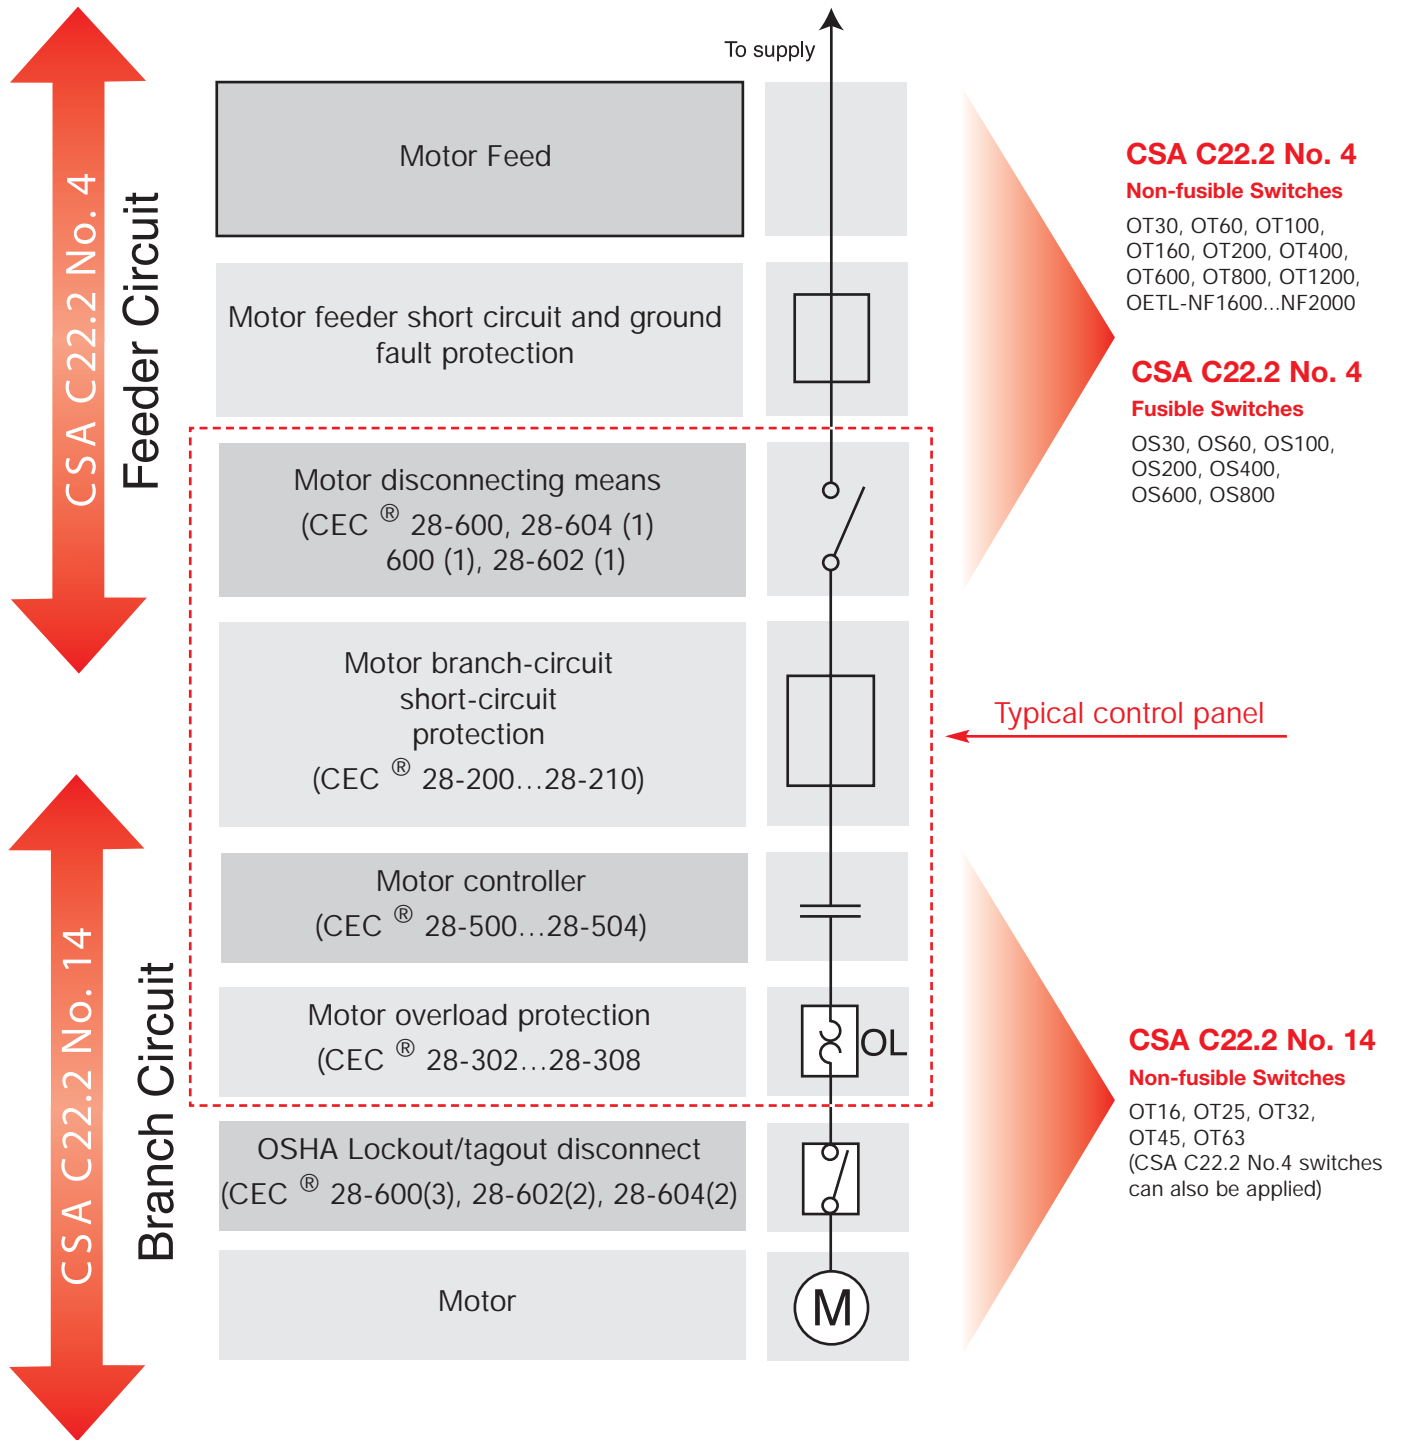 To supply
Motor Feed
Motor feeder short circuit and ground
fault protection
Motor disconnecting means
(CEC ® 28-600, 28-604 (1)
600 (1), 28-602 (1)
Motor branch-circuit
short-circuit
protection
(CEC ® 28-200...28-210)
Motor controller
(CEC ® 28-500...28-504)
Motor overload protection
(CEC ® 28-302...28-308
OL
OSHA Lockout/tagout disconnect
(CEC ® 28-600(3), 28-602(2), 28-604(2)
Motor
M
CSA C22.2 No. 4
Feeder Circuit
CSA C22.2 No. 14
Branch Circuit
CSA C22.2 No. 4
Non-fusible Switches
OT30, OT60, OT100,
OT160, OT200, OT400,
OT600, OT800, OT1200,
OETL-NF1600...NF2000
CSA C22.2 No. 4
Fusible Switches
OS30, OS60, OS100,
OS200, OS400,
OS600, OS800
Typical control panel
CSA C22.2 No. 14
Non-fusible Switches
OT16, OT25, OT32,
OT45, OT63
(CSA C22.2 No.4 switches
can also be applied)